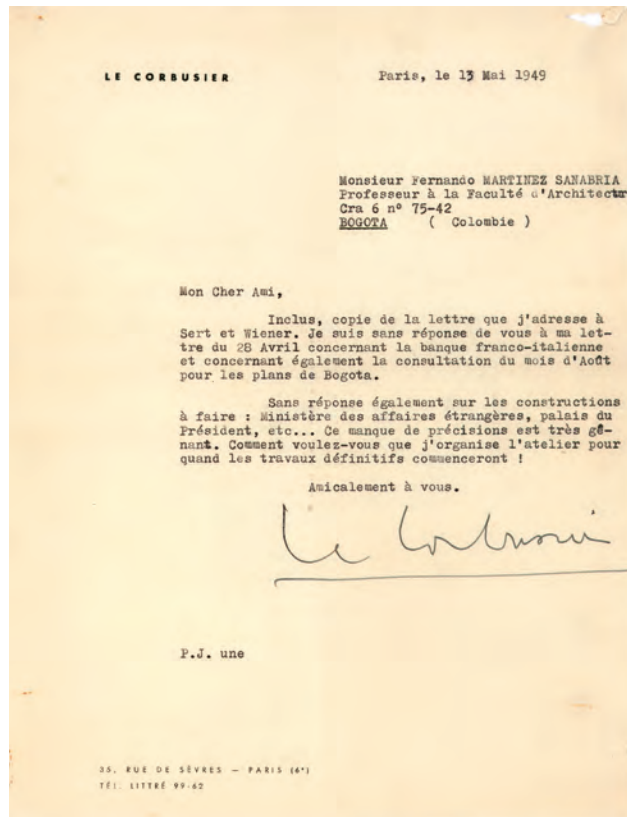 LE CORBUSIER
Paris, le 13 Mai 1949
Monsieur Fernando MARTINEZ SANABRIA
Professeur à la Faculté d'Architectur
Cra 6 nº 75-42
BOGOTA ( Colombie )
Mon Cher Ami,
Inclus, copie de la lettre que j'adresse à
Sert et Wiener. Je suis sans réponse de vous à ma let-
tre du 28 Avril concernant la banque franco-italienne
et concernant également la consultation du mois d'Août
pour les plans de Bogota.
Sans réponse également sur les constructions
à faire : Ministère des affaires étrangères, palais du
Président, etc... Ce manque de précisions est très gê-
nant. Comment voulez-vous que j'organise l'atelier pour
quand les travaux définitifs commenceront !
Amicalement à vous.
Le Corbusier
P.J. une
35, RUE DE SÈVRES — PARIS (6ᵉ)
TÉL. LITTRÉ 99-62